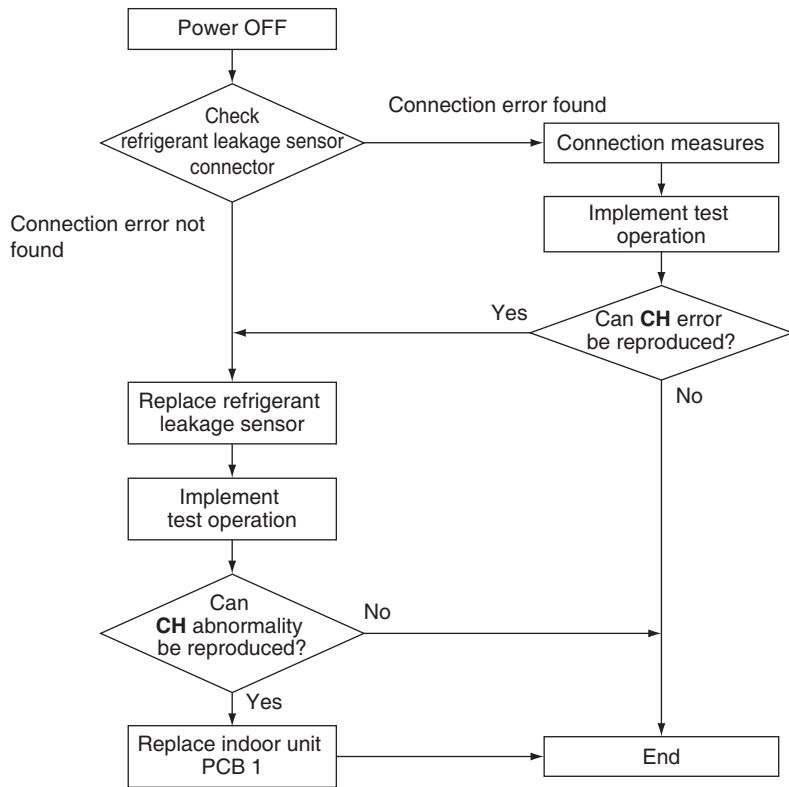 Power OFF
Check
refrigerant leakage sensor
connector
Connection error found
Connection measures
Connection error not
found
Implement test
operation
Yes
Can CH error
be reproduced?
No
Replace refrigerant
leakage sensor
Implement
test operation
Can
CH abnormality
be reproduced?
No
Yes
Replace indoor unit
PCB 1
End